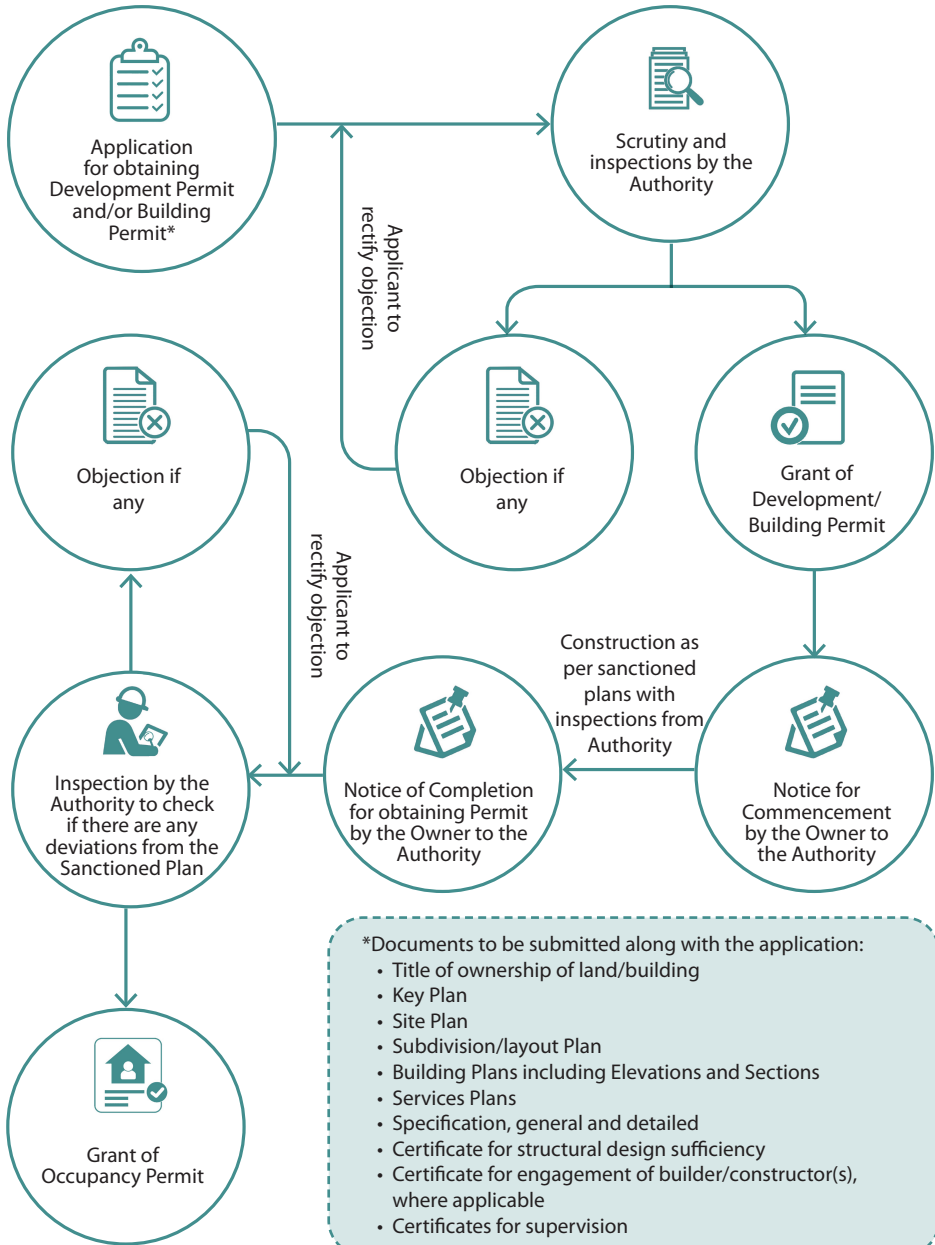 Application
for obtaining
Development Permit
and/or Building
Permit*
Scrutiny and
inspections by the
Authority
Applicant to
rectify objection
Objection if
any
Objection if
any
Grant of
Development/
Building Permit
Applicant to
rectify objection
Construction as
per sanctioned
plans with
inspections from
Authority
Inspection by the
Authority to check
if there are any
deviations from the
Sanctioned Plan
Notice of Completion
for obtaining Permit
by the Owner to the
Authority
Notice for
Commencement
by the Owner to
the Authority
Grant of
Occupancy Permit
*Documents to be submitted along with the application:
• Title of ownership of land/building
• Key Plan
• Site Plan
• Subdivision/layout Plan
• Building Plans including Elevations and Sections
• Services Plans
• Specification, general and detailed
• Certificate for structural design sufficiency
• Certificate for engagement of builder/constructor(s),
where applicable
• Certificates for supervision